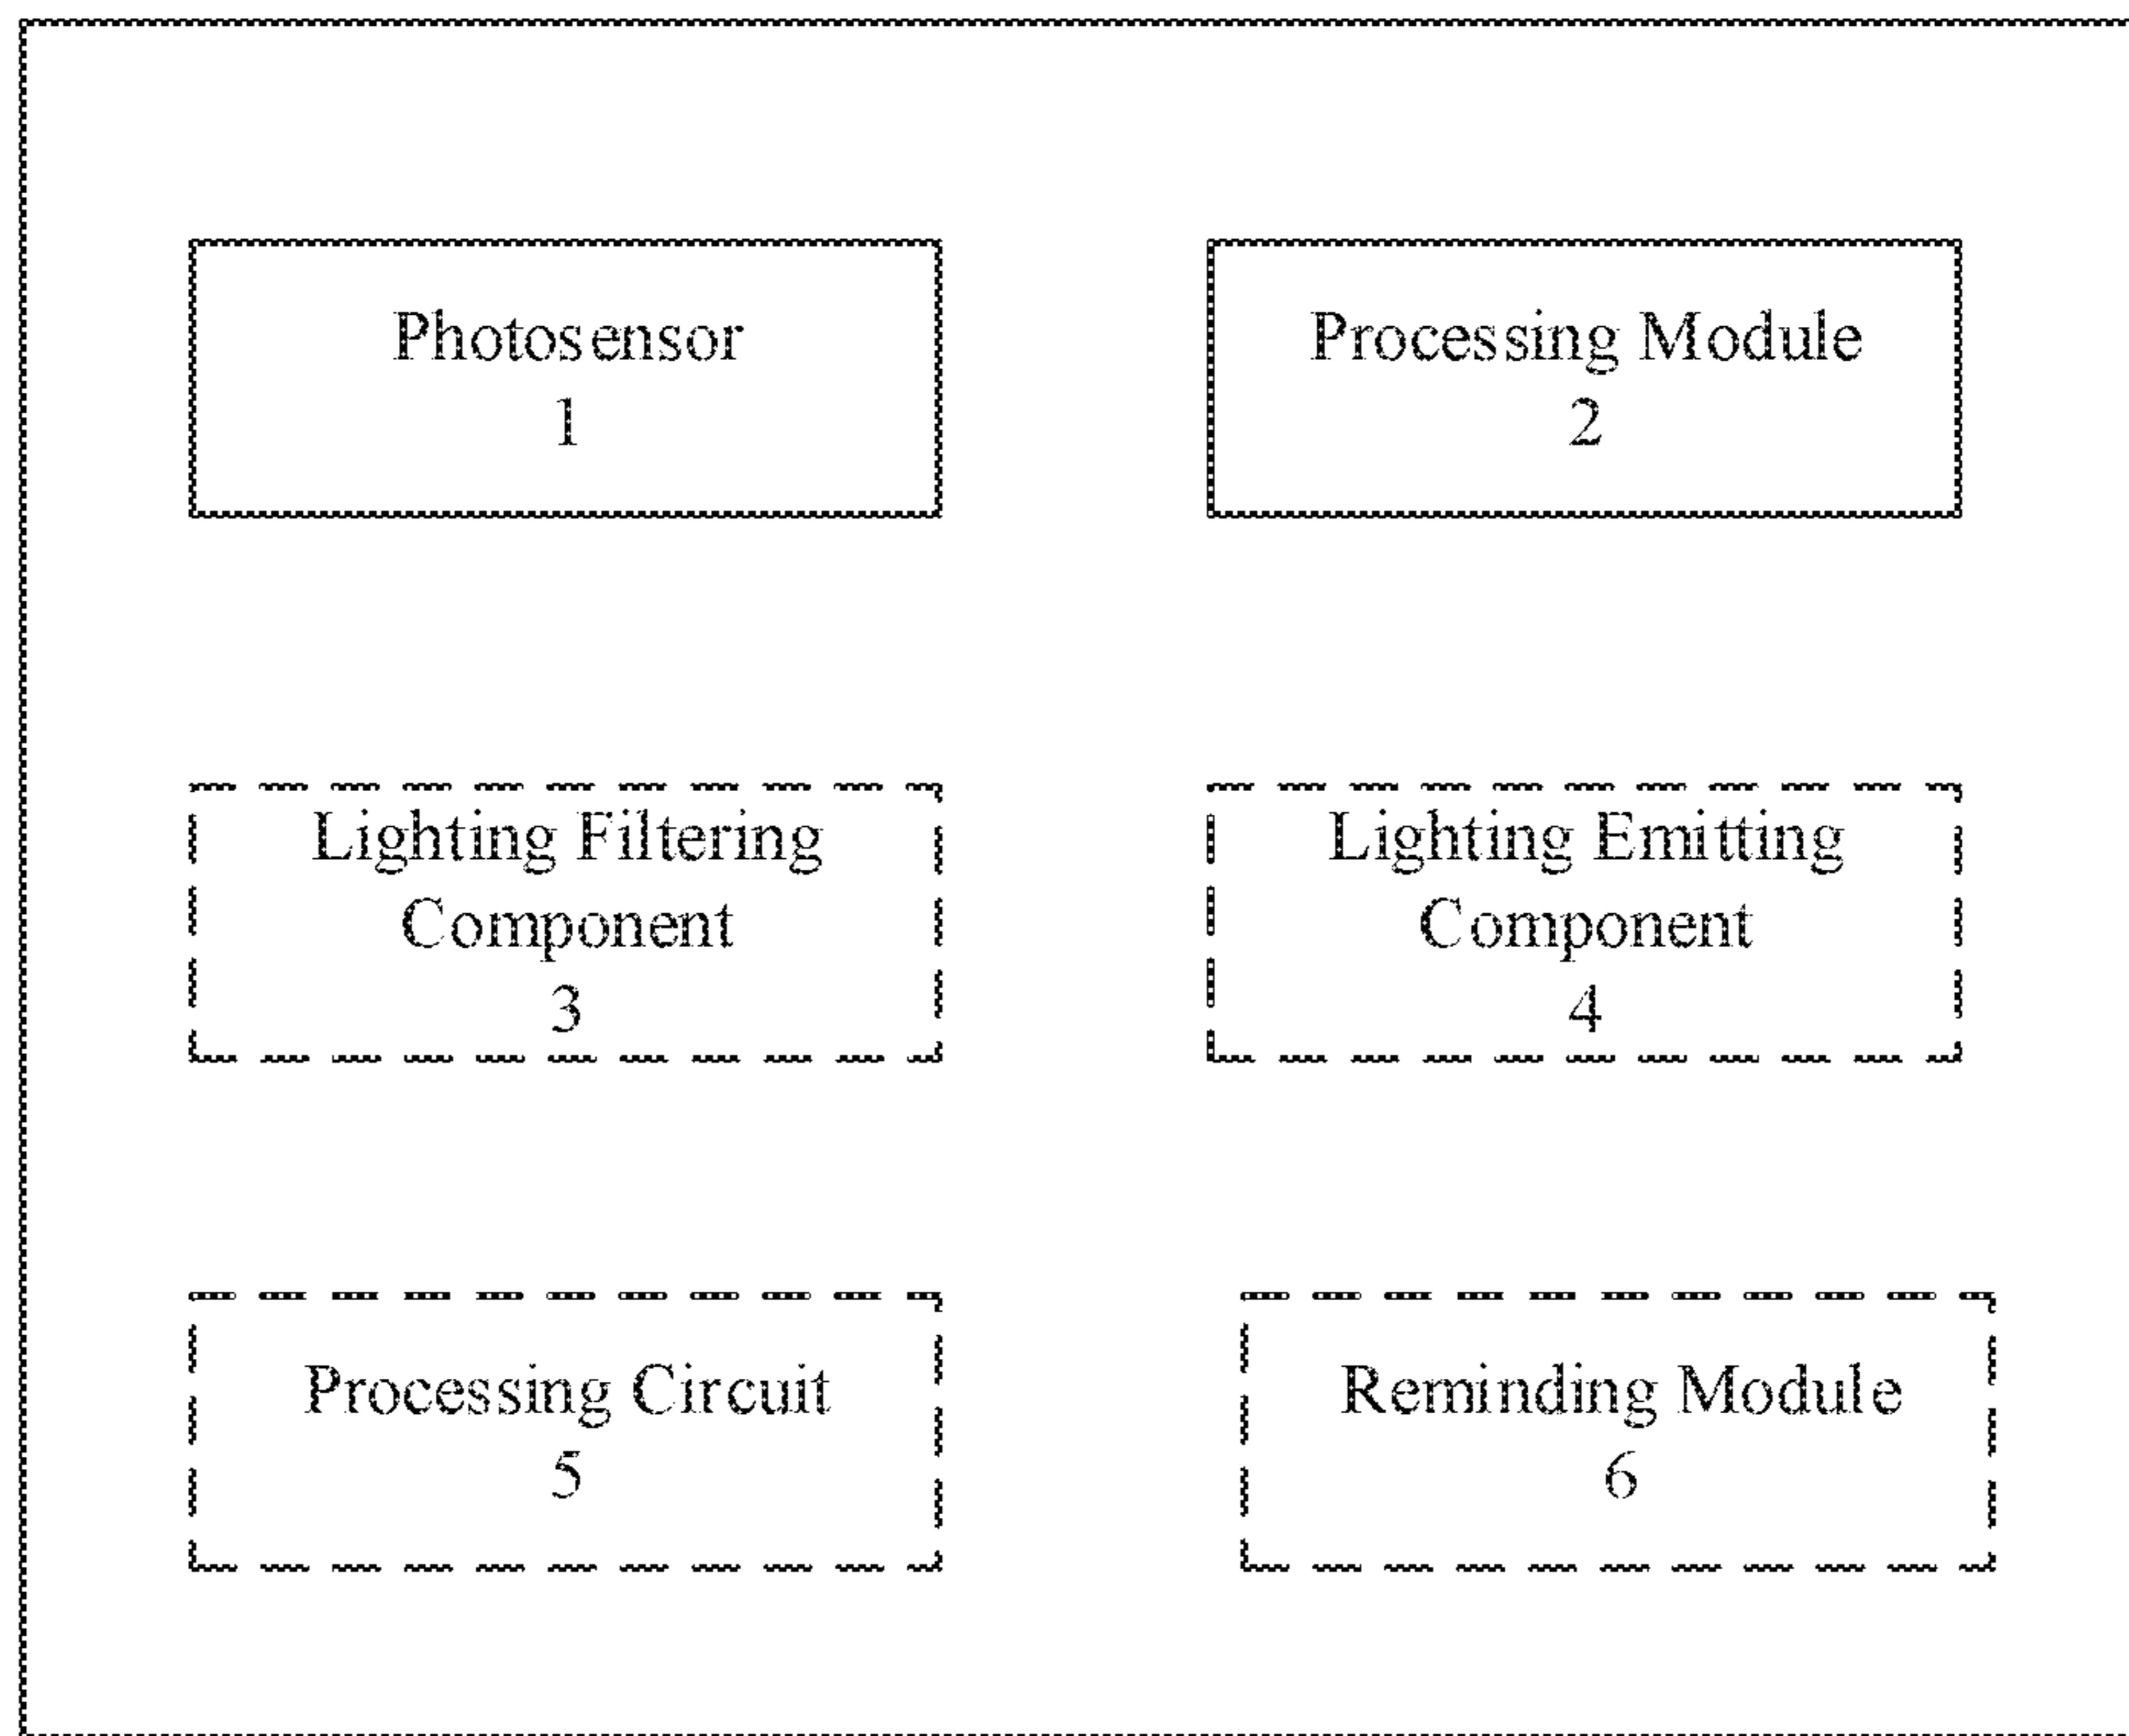 Photosensor
1
Processing Module
2
Lighting Filtering
Component
3
Lighting Emitting
Component
4
Processing Circuit
5
Reminding Module
6